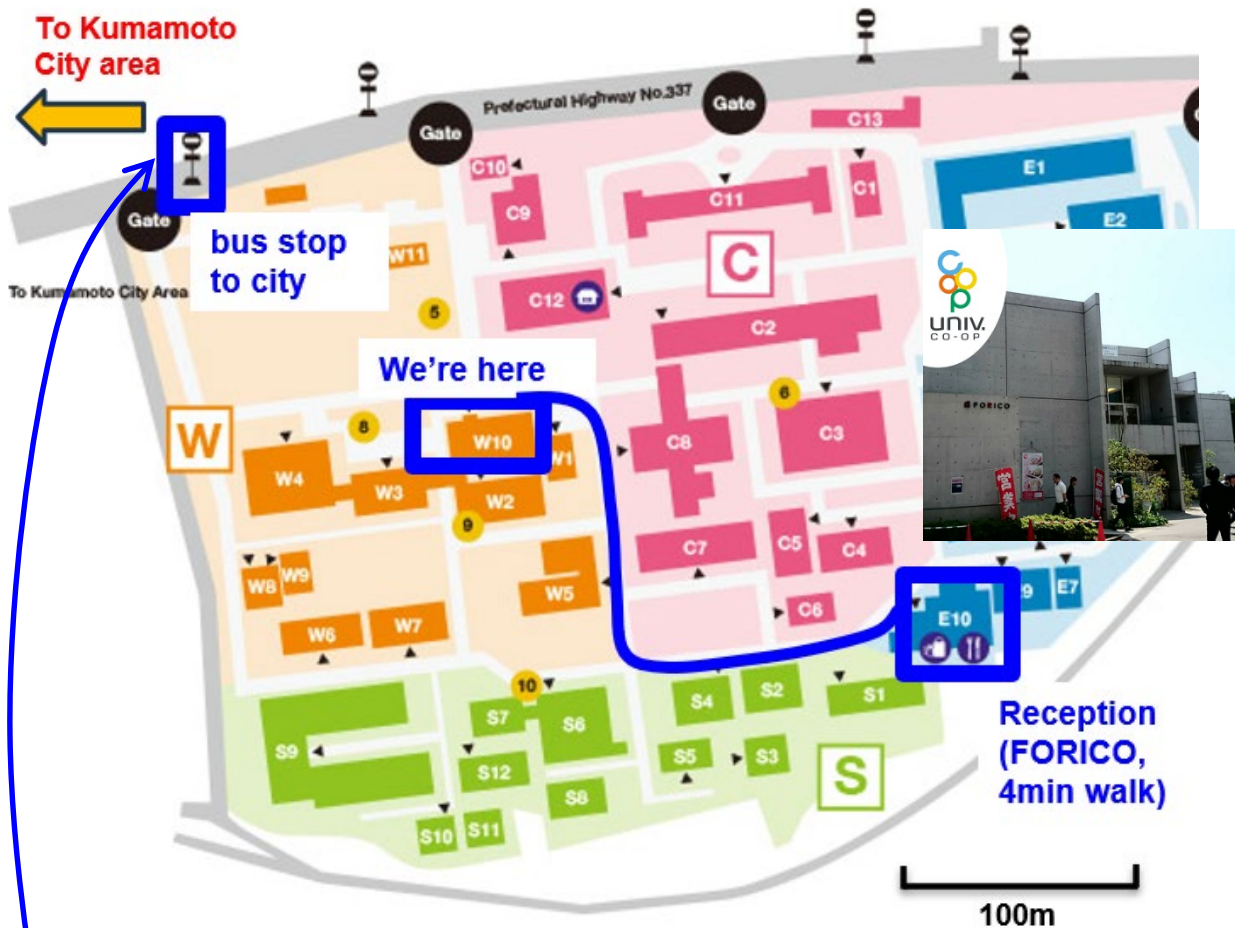 To Kumamoto
City area
Gate
Prefectural Highway No.337
Gate
C13
C10
C9
C11
C1
E1
E2
Gate
bus stop
to city
W11
To Kumamoto City Area
5
C12
C
C2
UNIV.
CO-OP
FORICO
We're here
8
6
W
W10
W1
C8
C3
W4
W3
W2
9
C7
C5
C4
W8
W9
W5
C6
E10
E7
W6
W7
10
S7
S6
S4
S2
S1
S9
S12
S5
S3
S
S8
S10
S11
Reception
(FORICO,
4min walk)
100m